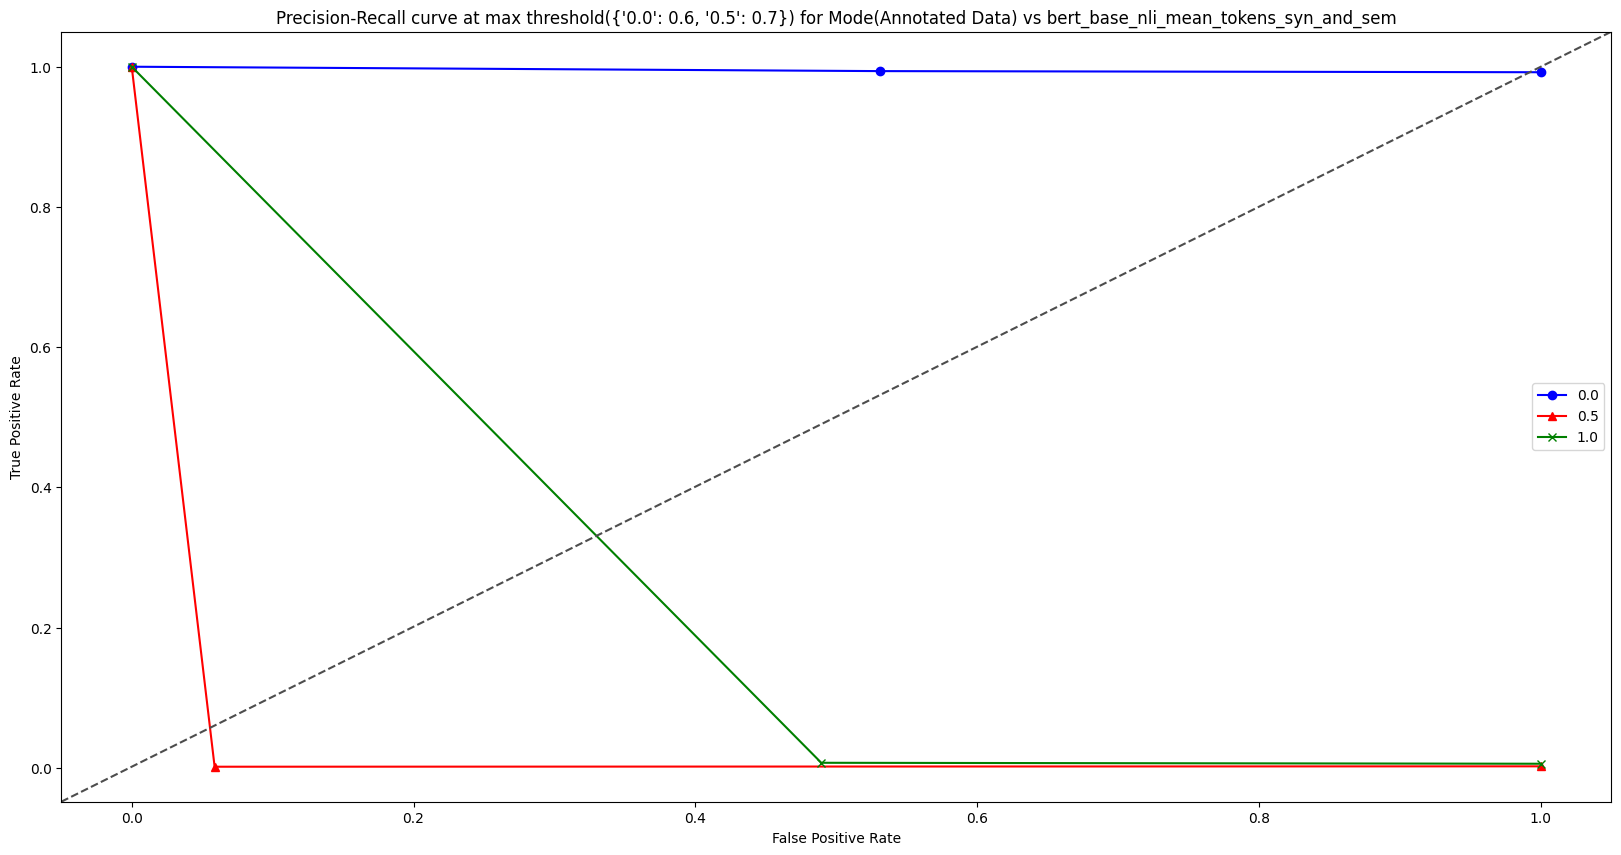 Precision-Recall curve at max threshold({'0.0': 0.6, '0.5': 0.7}) for Mode(Annotated Data) vs bert_base_nli_mean_tokens_syn_and_sem
1.0
0.8
0.6
0.4
0.2
0.0
True Positive Rate
0.0
0.5
1.0
0.0 0.2 0.4 0.6 0.8 1.0
False Positive Rate